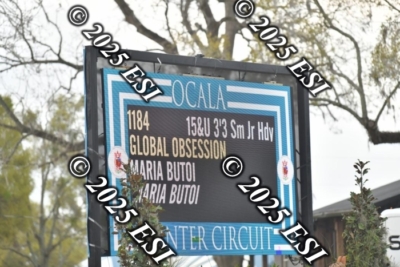 © 2025 ESI
© 2025 ESI
OCALA
1184 15&U 3'3 Sm Jr Hdy
GLOBAL OBSESSION
MARIA BUTOI
MARIA BUTOI
© 2025 ESI
© 2025 ESI
WINTER CIRCUIT